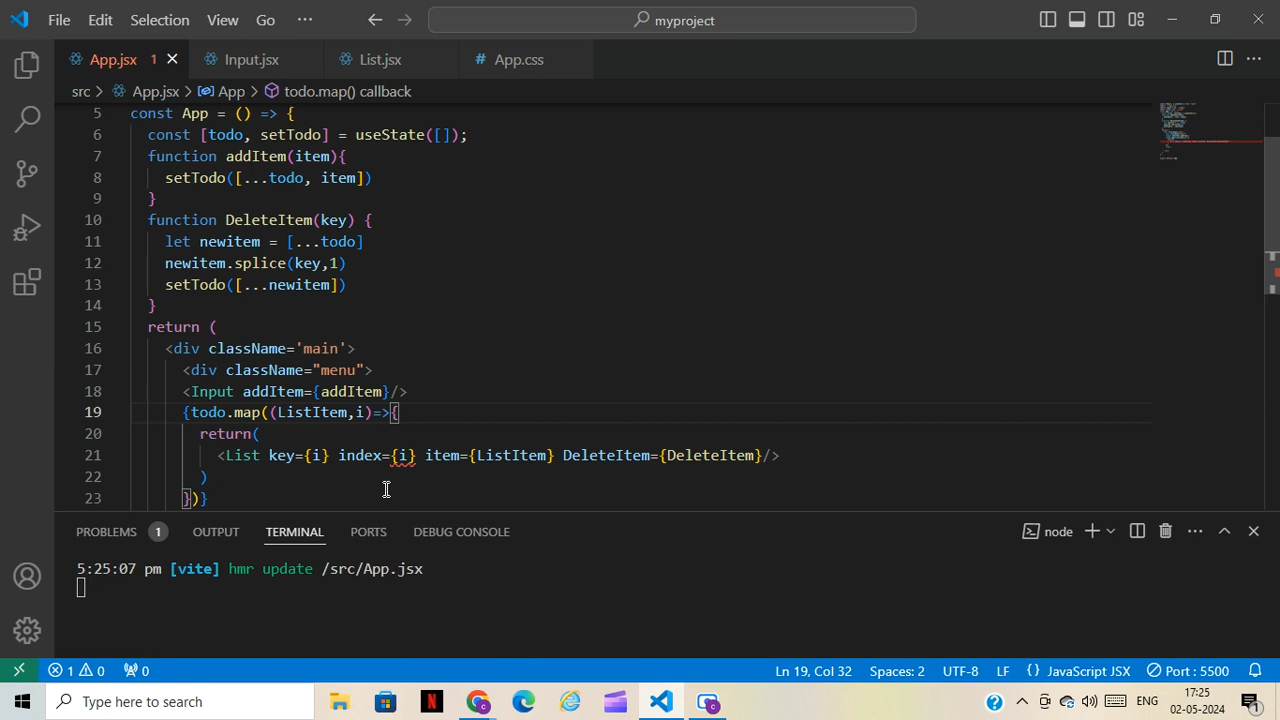 File Edit Selection View Go ··· myproject
App.jsx 1 Input.jsx List.jsx # App.css ···
src > App.jsx > App > todo.map() callback
5 const App = () => {
6 const [todo, setTodo] = useState([]);
7 function addItem(item){
8 setTodo([...todo, item])
9 }
10 function DeleteItem(key) {
11 let newitem = [...todo]
12 newitem.splice(key,1)
13 setTodo([...newitem])
14 }
15 return (
16 <div className='main'>
17 <div className="menu">
18 <Input addItem={addItem}/>
19 {todo.map((ListItem,i)=>{
20 return(
21 <List key={i} index={i} item={ListItem} DeleteItem={DeleteItem}/>
22 )
23 })}
PROBLEMS 1 OUTPUT TERMINAL PORTS DEBUG CONSOLE node ···
5:25:07 pm [vite] hmr update /src/App.jsx
1 0 0 Ln 19, Col 32 Spaces: 2 UTF-8 LF {} JavaScript JSX Port : 5500
Type here to search ENG 17:25
02-05-2024